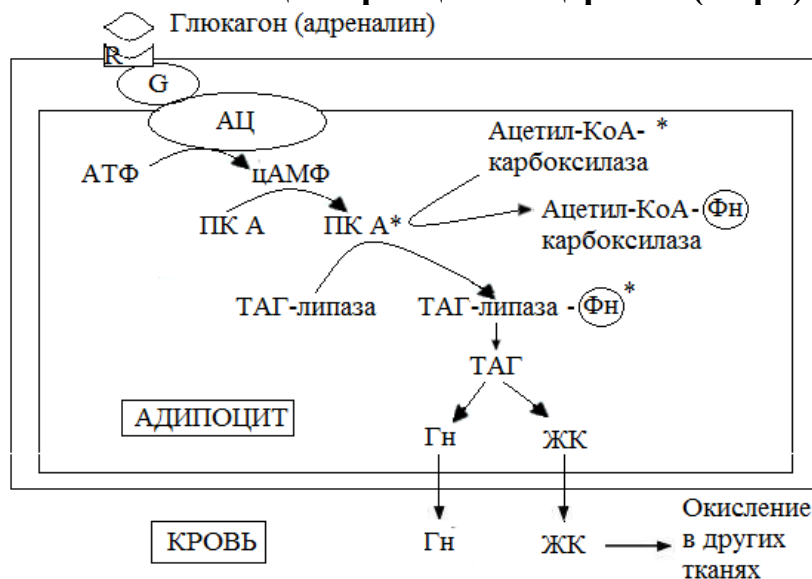 Глюкагон (адреналин)
R
G
АЦ
АТФ
цАМФ
Ацетил-КоА- *
карбоксилаза
ПК А
ПК А*
Ацетил-КоА- Фн
карбоксилаза
ТАГ-липаза
ТАГ-липаза - Фн *
ТАГ
АДИПОЦИТ
Гн
ЖК
КРОВЬ
Гн
ЖК
Окисление
в других
тканях